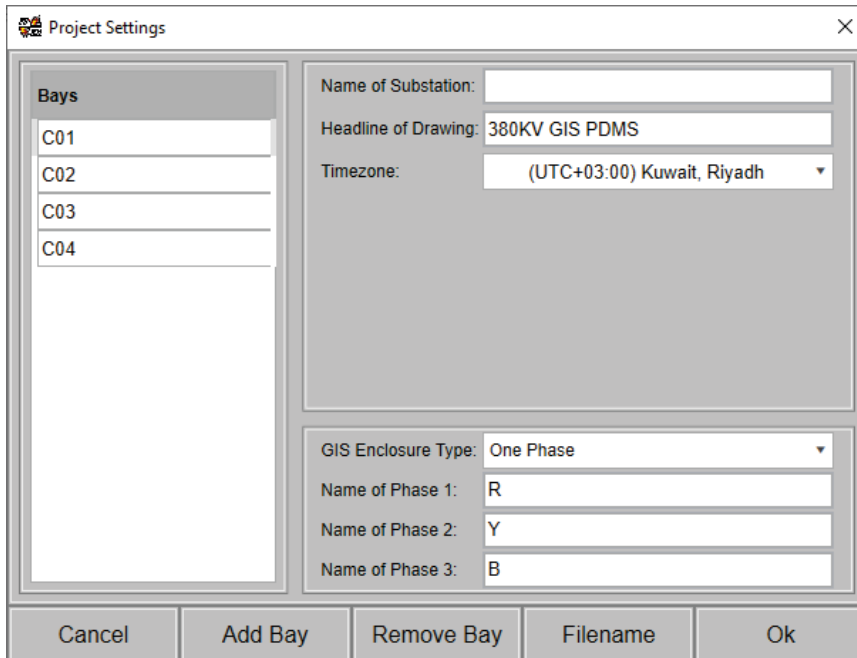 Project Settings
Bays
C01
C02
C03
C04
Name of Substation:
Headline of Drawing: 380KV GIS PDMS
Timezone: (UTC+03:00) Kuwait, Riyadh
GIS Enclosure Type: One Phase
Name of Phase 1: R
Name of Phase 2: Y
Name of Phase 3: B
Cancel Add Bay Remove Bay Filename Ok